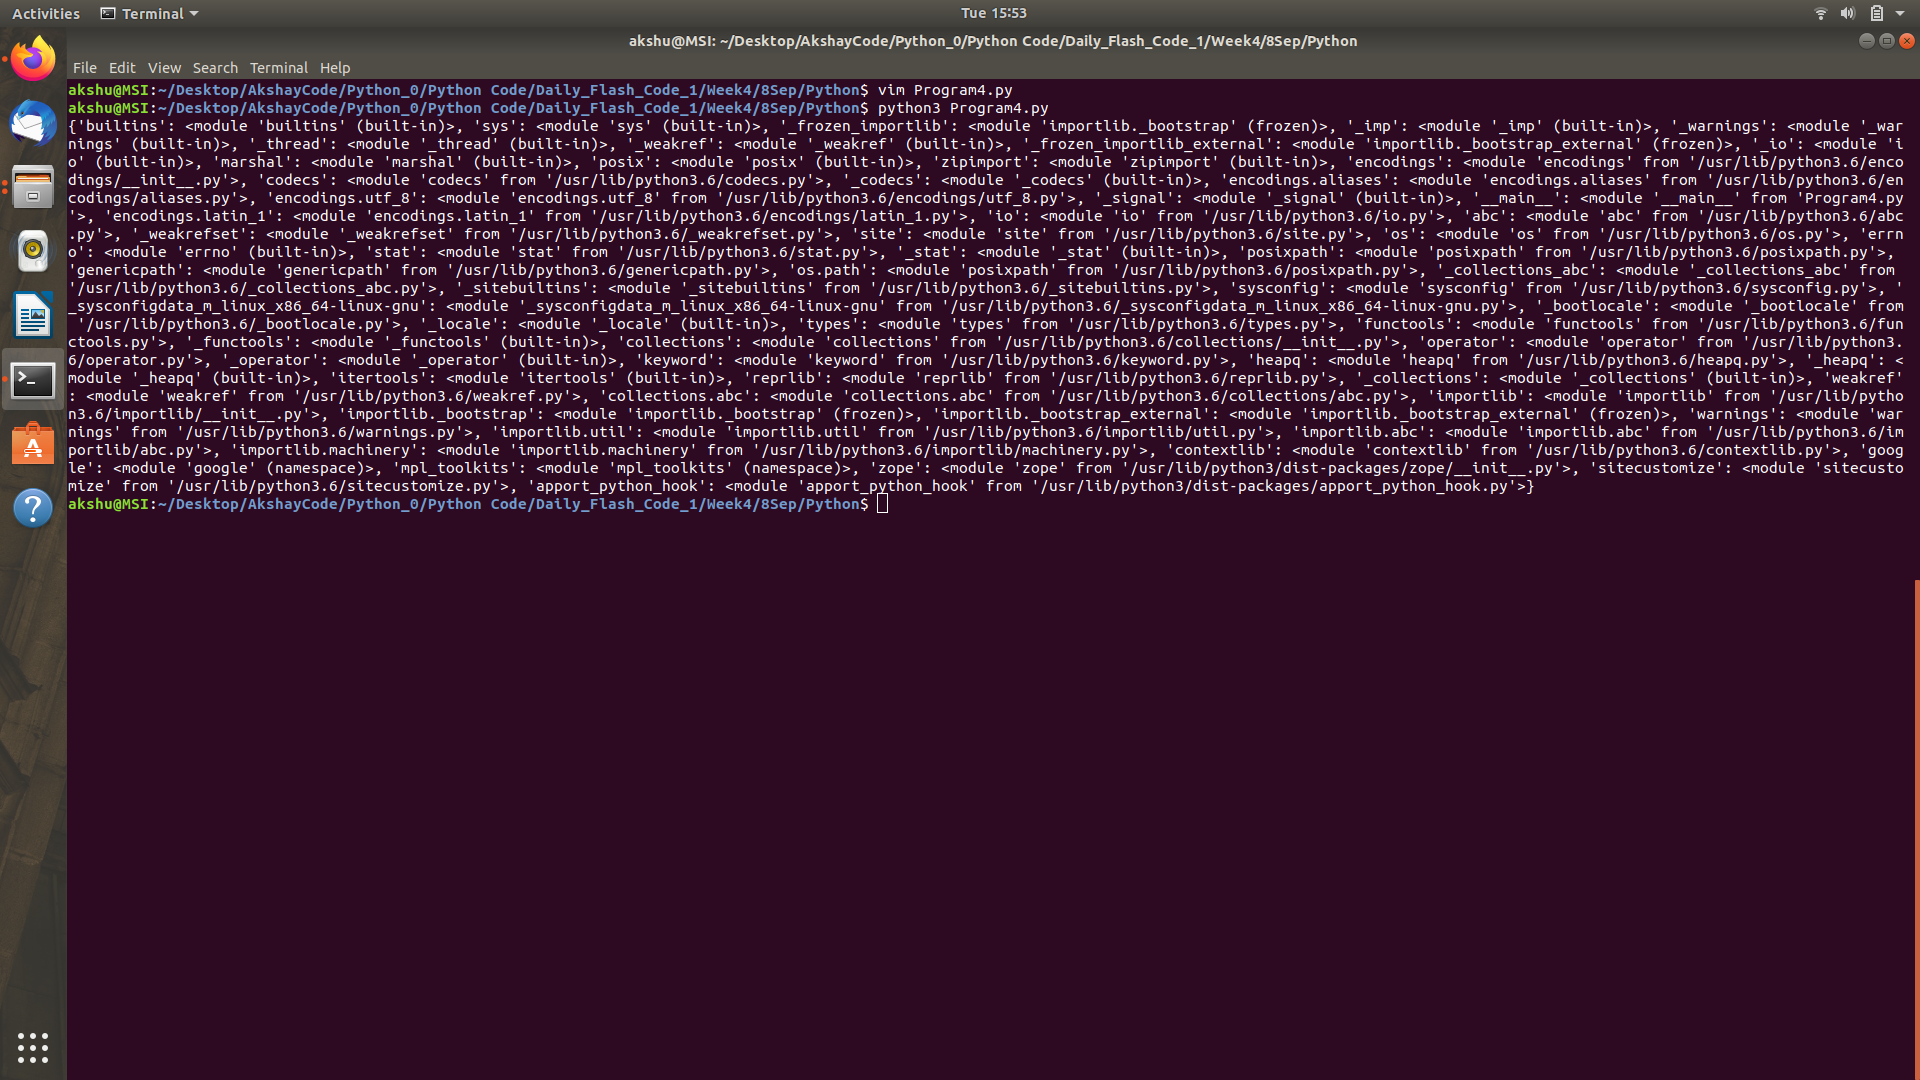 Activities
Terminal
Tue 15:53
akshu@MSI: ~/Desktop/AkshayCode/Python_0/Python Code/Daily_Flash_Code_1/Week4/8Sep/Python
File Edit View Search Terminal Help
akshu@MSI:~/Desktop/AkshayCode/Python_0/Python Code/Daily_Flash_Code_1/Week4/8Sep/Python$ vim Program4.py
akshu@MSI:~/Desktop/AkshayCode/Python_0/Python Code/Daily_Flash_Code_1/Week4/8Sep/Python$ python3 Program4.py
{'builtins': <module 'builtins' (built-in)>, 'sys': <module 'sys' (built-in)>, '_frozen_importlib': <module 'importlib._bootstrap' (frozen)>, '_imp': <module '_imp' (built-in)>, '_warnings': <module '_war
nings' (built-in)>, '_thread': <module '_thread' (built-in)>, '_weakref': <module '_weakref' (built-in)>, '_frozen_importlib_external': <module 'importlib._bootstrap_external' (frozen)>, '_io': <module 'i
o' (built-in)>, 'marshal': <module 'marshal' (built-in)>, 'posix': <module 'posix' (built-in)>, 'zipimport': <module 'zipimport' (built-in)>, 'encodings': <module 'encodings' from '/usr/lib/python3.6/enco
dings/__init__.py'>, 'codecs': <module 'codecs' from '/usr/lib/python3.6/codecs.py'>, '_codecs': <module '_codecs' (built-in)>, 'encodings.aliases': <module 'encodings.aliases' from '/usr/lib/python3.6/en
codings/aliases.py'>, 'encodings.utf_8': <module 'encodings.utf_8' from '/usr/lib/python3.6/encodings/utf_8.py'>, '_signal': <module '_signal' (built-in)>, '__main__': <module '__main__' from 'Program4.py
'>, 'encodings.latin_1': <module 'encodings.latin_1' from '/usr/lib/python3.6/encodings/latin_1.py'>, 'io': <module 'io' from '/usr/lib/python3.6/io.py'>, 'abc': <module 'abc' from '/usr/lib/python3.6/abc
.py'>, '_weakrefset': <module '_weakrefset' from '/usr/lib/python3.6/_weakrefset.py'>, 'site': <module 'site' from '/usr/lib/python3.6/site.py'>, 'os': <module 'os' from '/usr/lib/python3.6/os.py'>, 'errn
o': <module 'errno' (built-in)>, 'stat': <module 'stat' from '/usr/lib/python3.6/stat.py'>, '_stat': <module '_stat' (built-in)>, 'posixpath': <module 'posixpath' from '/usr/lib/python3.6/posixpath.py'>,
'genericpath': <module 'genericpath' from '/usr/lib/python3.6/genericpath.py'>, 'os.path': <module 'posixpath' from '/usr/lib/python3.6/posixpath.py'>, '_collections_abc': <module '_collections_abc' from
'/usr/lib/python3.6/_collections_abc.py'>, '_sitebuiltins': <module '_sitebuiltins' from '/usr/lib/python3.6/_sitebuiltins.py'>, 'sysconfig': <module 'sysconfig' from '/usr/lib/python3.6/sysconfig.py'>, '
_sysconfigdata_m_linux_x86_64-linux-gnu': <module '_sysconfigdata_m_linux_x86_64-linux-gnu' from '/usr/lib/python3.6/_sysconfigdata_m_linux_x86_64-linux-gnu.py'>, '_bootlocale': <module '_bootlocale' from
 '/usr/lib/python3.6/_bootlocale.py'>, '_locale': <module '_locale' (built-in)>, 'types': <module 'types' from '/usr/lib/python3.6/types.py'>, 'functools': <module 'functools' from '/usr/lib/python3.6/fun
ctools.py'>, '_functools': <module '_functools' (built-in)>, 'collections': <module 'collections' from '/usr/lib/python3.6/collections/__init__.py'>, 'operator': <module 'operator' from '/usr/lib/python3.
6/operator.py'>, '_operator': <module '_operator' (built-in)>, 'keyword': <module 'keyword' from '/usr/lib/python3.6/keyword.py'>, 'heapq': <module 'heapq' from '/usr/lib/python3.6/heapq.py'>, '_heapq': <
module '_heapq' (built-in)>, 'itertools': <module 'itertools' (built-in)>, 'reprlib': <module 'reprlib' from '/usr/lib/python3.6/reprlib.py'>, '_collections': <module '_collections' (built-in)>, 'weakref'
: <module 'weakref' from '/usr/lib/python3.6/weakref.py'>, 'collections.abc': <module 'collections.abc' from '/usr/lib/python3.6/collections/abc.py'>, 'importlib': <module 'importlib' from '/usr/lib/pytho
n3.6/importlib/__init__.py'>, 'importlib._bootstrap': <module 'importlib._bootstrap' (frozen)>, 'importlib._bootstrap_external': <module 'importlib._bootstrap_external' (frozen)>, 'warnings': <module 'war
nings' from '/usr/lib/python3.6/warnings.py'>, 'importlib.util': <module 'importlib.util' from '/usr/lib/python3.6/importlib/util.py'>, 'importlib.abc': <module 'importlib.abc' from '/usr/lib/python3.6/im
portlib/abc.py'>, 'importlib.machinery': <module 'importlib.machinery' from '/usr/lib/python3.6/importlib/machinery.py'>, 'contextlib': <module 'contextlib' from '/usr/lib/python3.6/contextlib.py'>, 'goog
le': <module 'google' (namespace)>, 'mpl_toolkits': <module 'mpl_toolkits' (namespace)>, 'zope': <module 'zope' from '/usr/lib/python3/dist-packages/zope/__init__.py'>, 'sitecustomize': <module 'sitecusto
mize' from '/usr/lib/python3.6/sitecustomize.py'>, 'apport_python_hook': <module 'apport_python_hook' from '/usr/lib/python3/dist-packages/apport_python_hook.py'>}
akshu@MSI:~/Desktop/AkshayCode/Python_0/Python Code/Daily_Flash_Code_1/Week4/8Sep/Python$